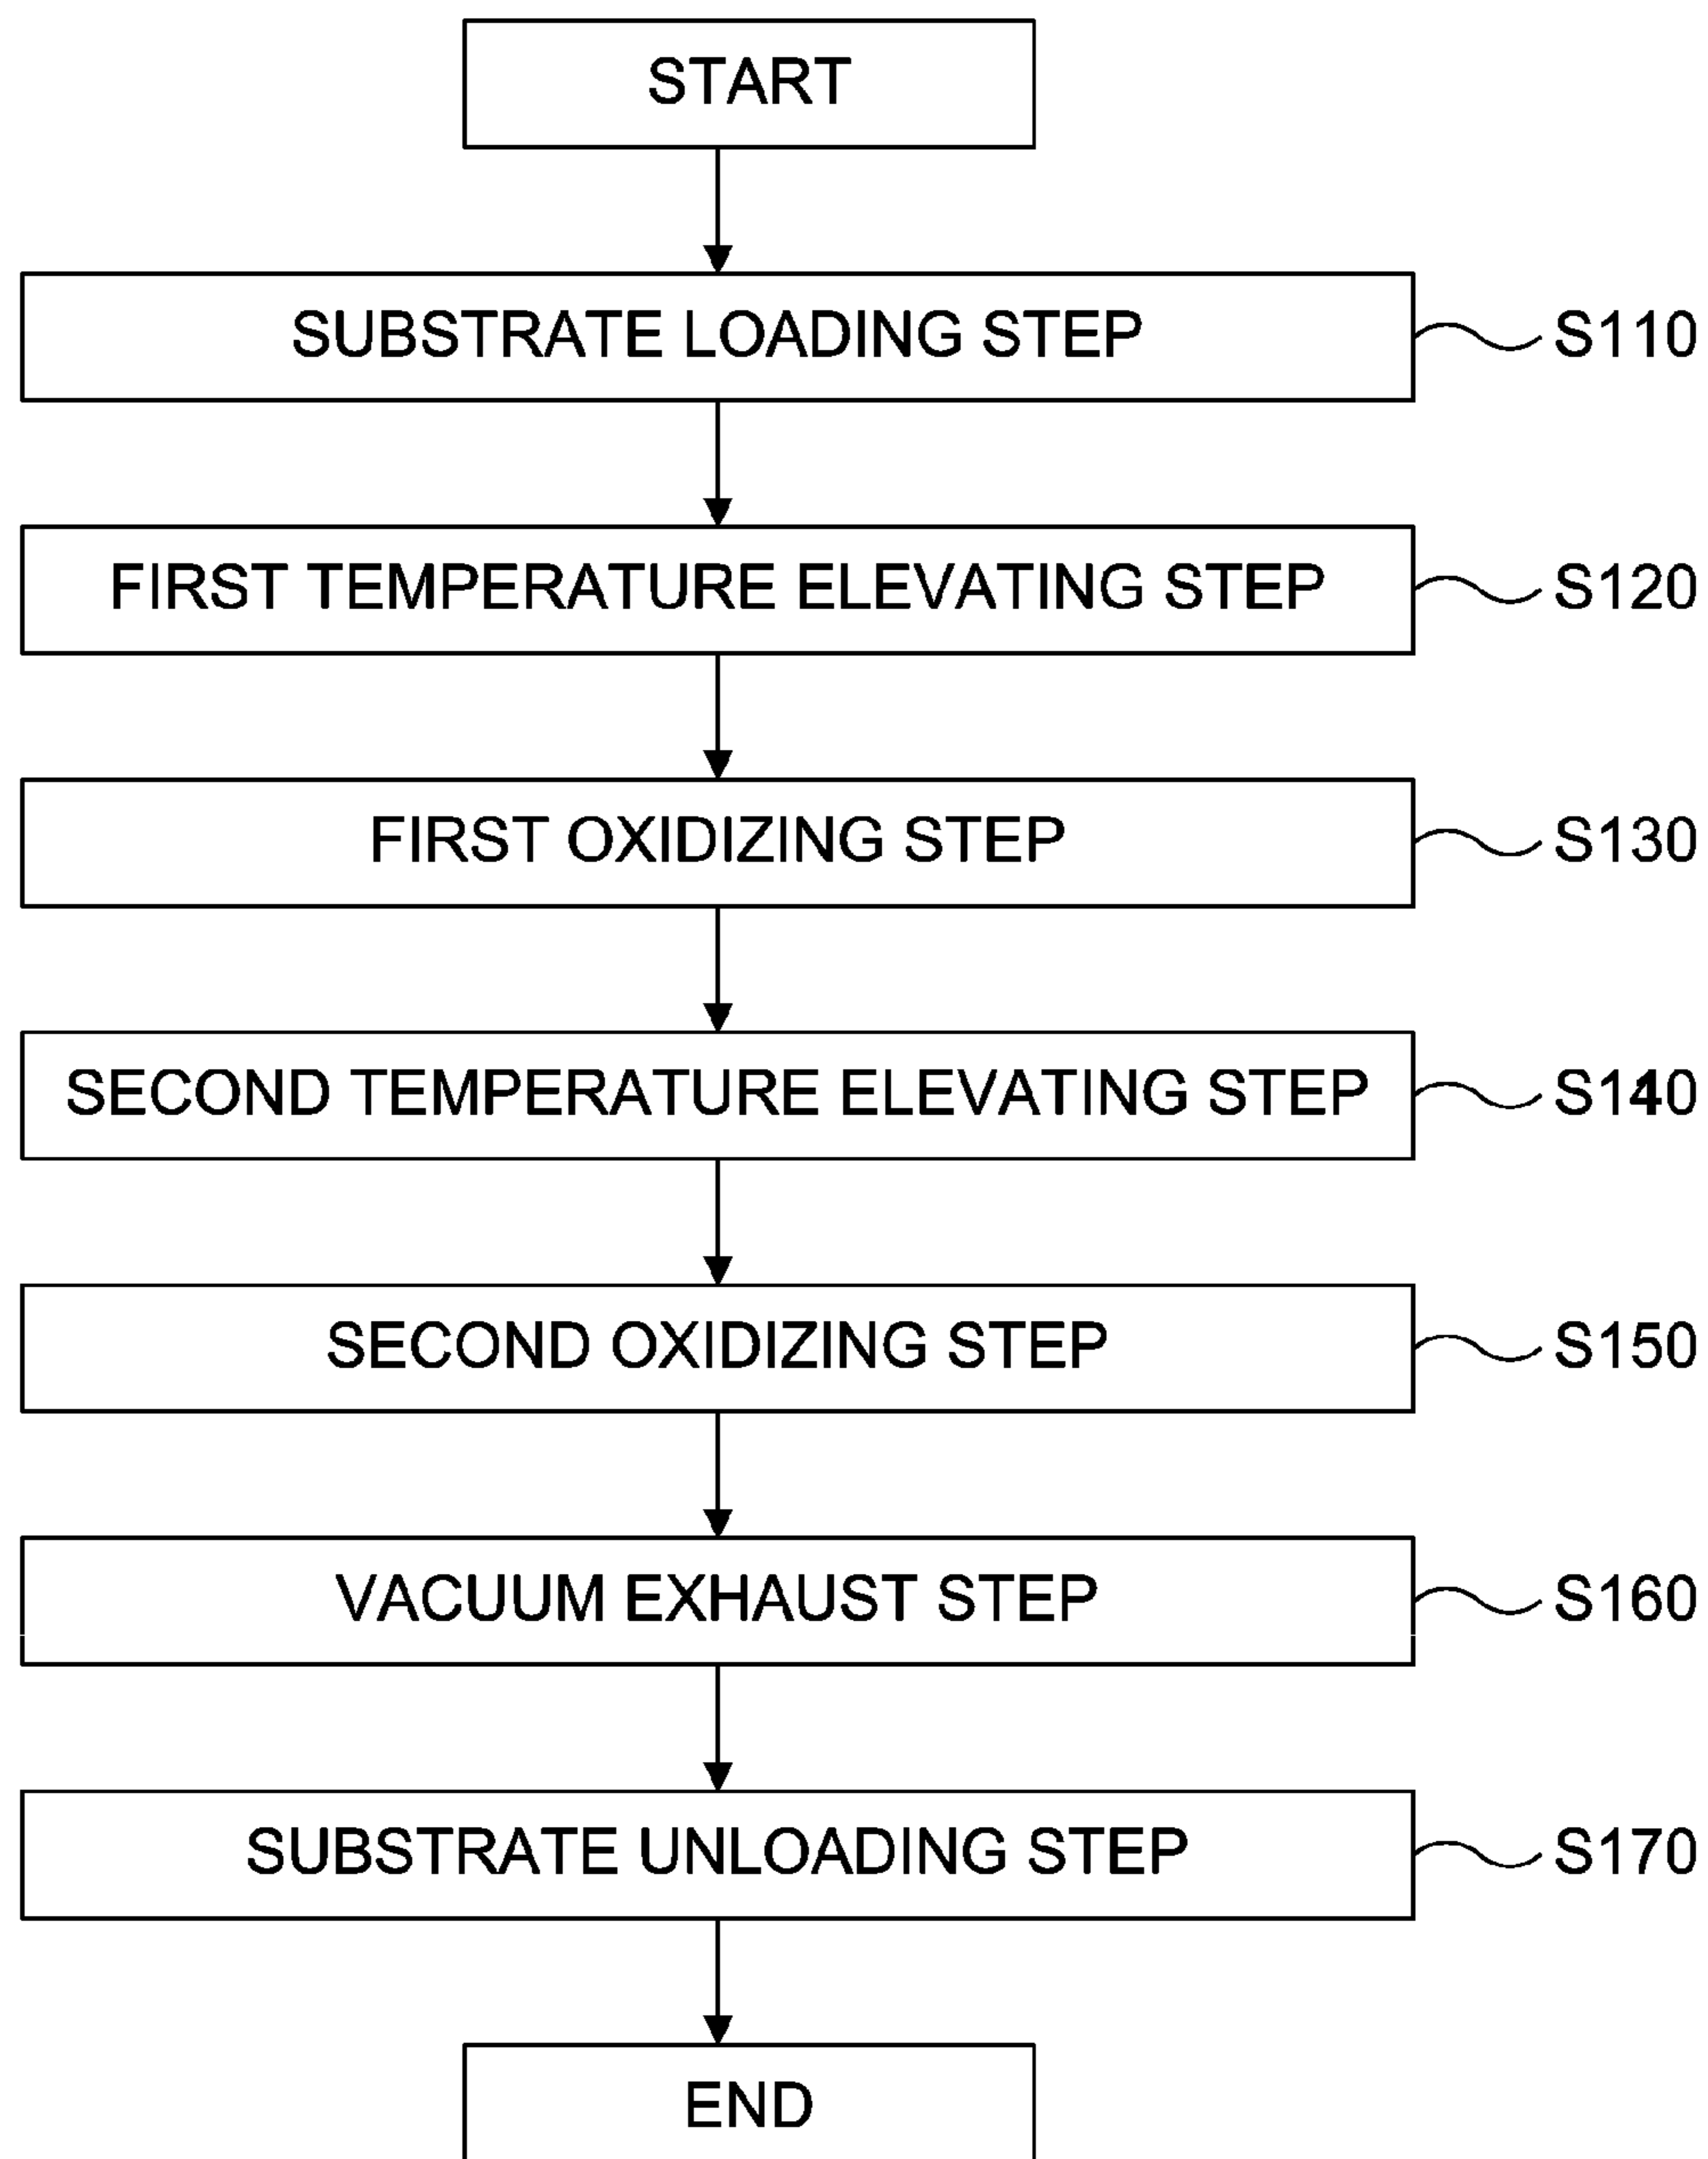 START
SUBSTRATE LOADING STEP S110
FIRST TEMPERATURE ELEVATING STEP S120
FIRST OXIDIZING STEP S130
SECOND TEMPERATURE ELEVATING STEP S140
SECOND OXIDIZING STEP S150
VACUUM EXHAUST STEP S160
SUBSTRATE UNLOADING STEP S170
END